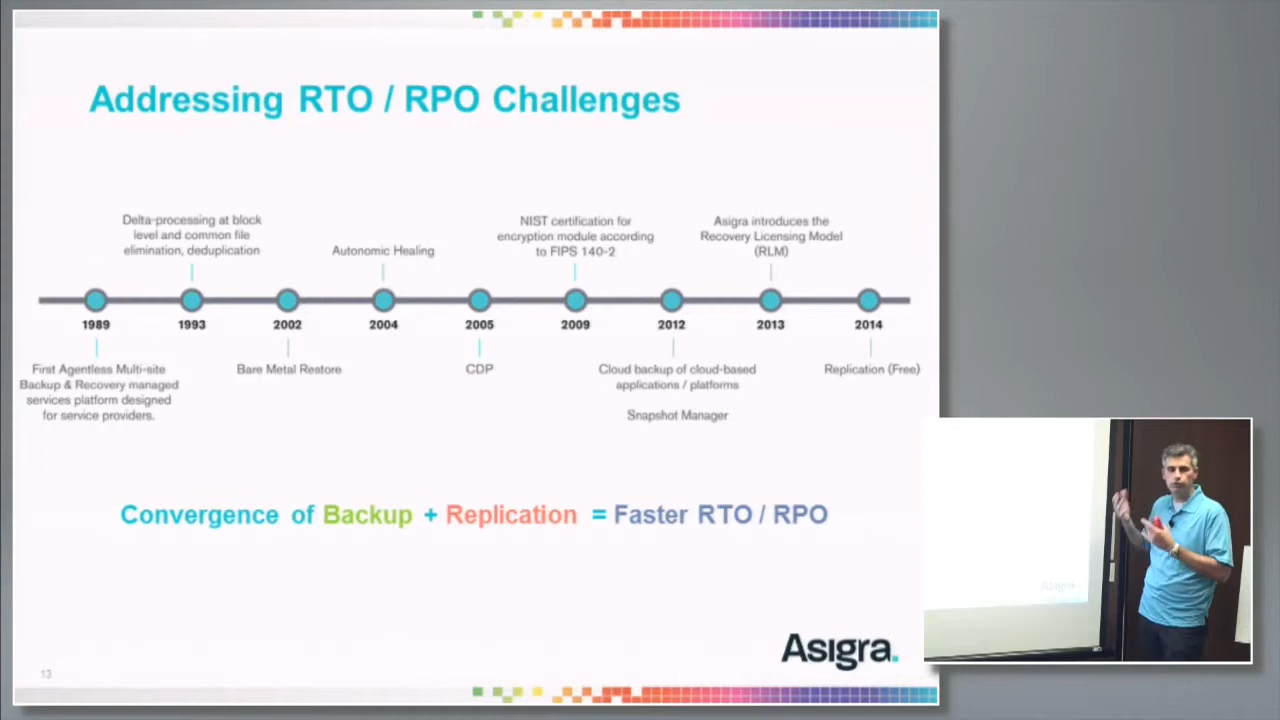 Addressing RTO / RPO Challenges
Delta-processing at block
level and common file
elimination, deduplication
Autonomic Healing
NIST certification for
encryption module according
to FIPS 140-2
Asigra introduces the
Recovery Licensing Model
(RLM)
1989
1993
2002
2004
2005
2009
2012
2013
2014
First Agentless Multi-site
Backup & Recovery managed
services platform designed
for service providers.
Bare Metal Restore
CDP
Cloud backup of cloud-based
applications / platforms
Snapshot Manager
Replication (Free)
Convergence of Backup + Replication = Faster RTO / RPO
Asigra.
13
Asigra